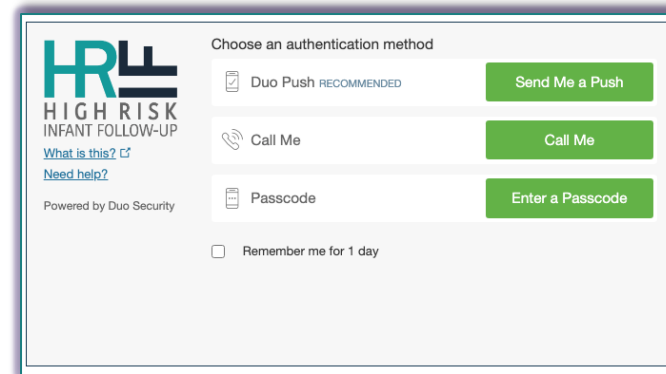 HRIF
HIGH RISK
INFANT FOLLOW-UP
What is this?
Need help?
Powered by Duo Security
Choose an authentication method
Duo Push RECOMMENDED
Send Me a Push
Call Me
Call Me
Passcode
Enter a Passcode
Remember me for 1 day